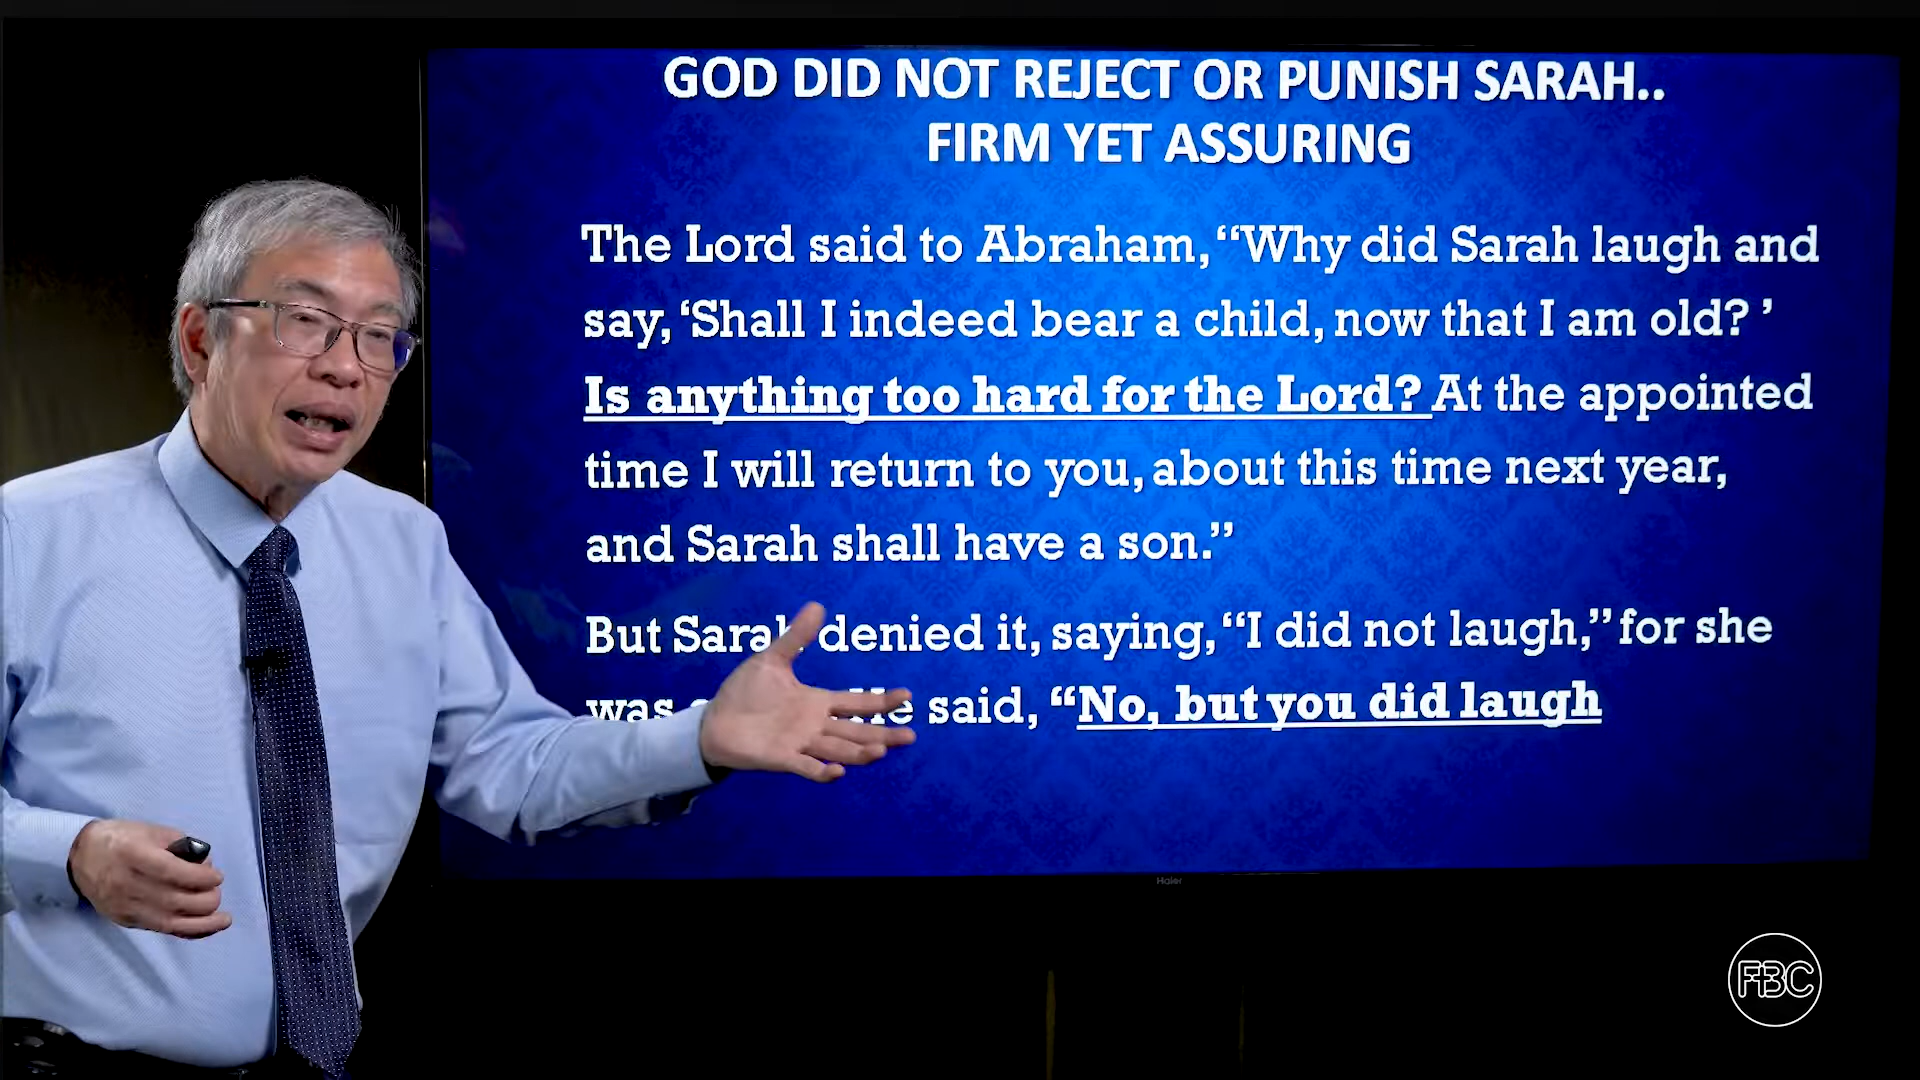 GOD DID NOT REJECT OR PUNISH SARAH..
FIRM YET ASSURING
The Lord said to Abraham, “Why did Sarah laugh and
say, ‘Shall I indeed bear a child, now that I am old? ’
Is anything too hard for the Lord? At the appointed
time I will return to you, about this time next year,
and Sarah shall have a son.”
But Sarah denied it, saying, “I did not laugh,” for she
was He said, “No, but you did laugh
Haier
FBC